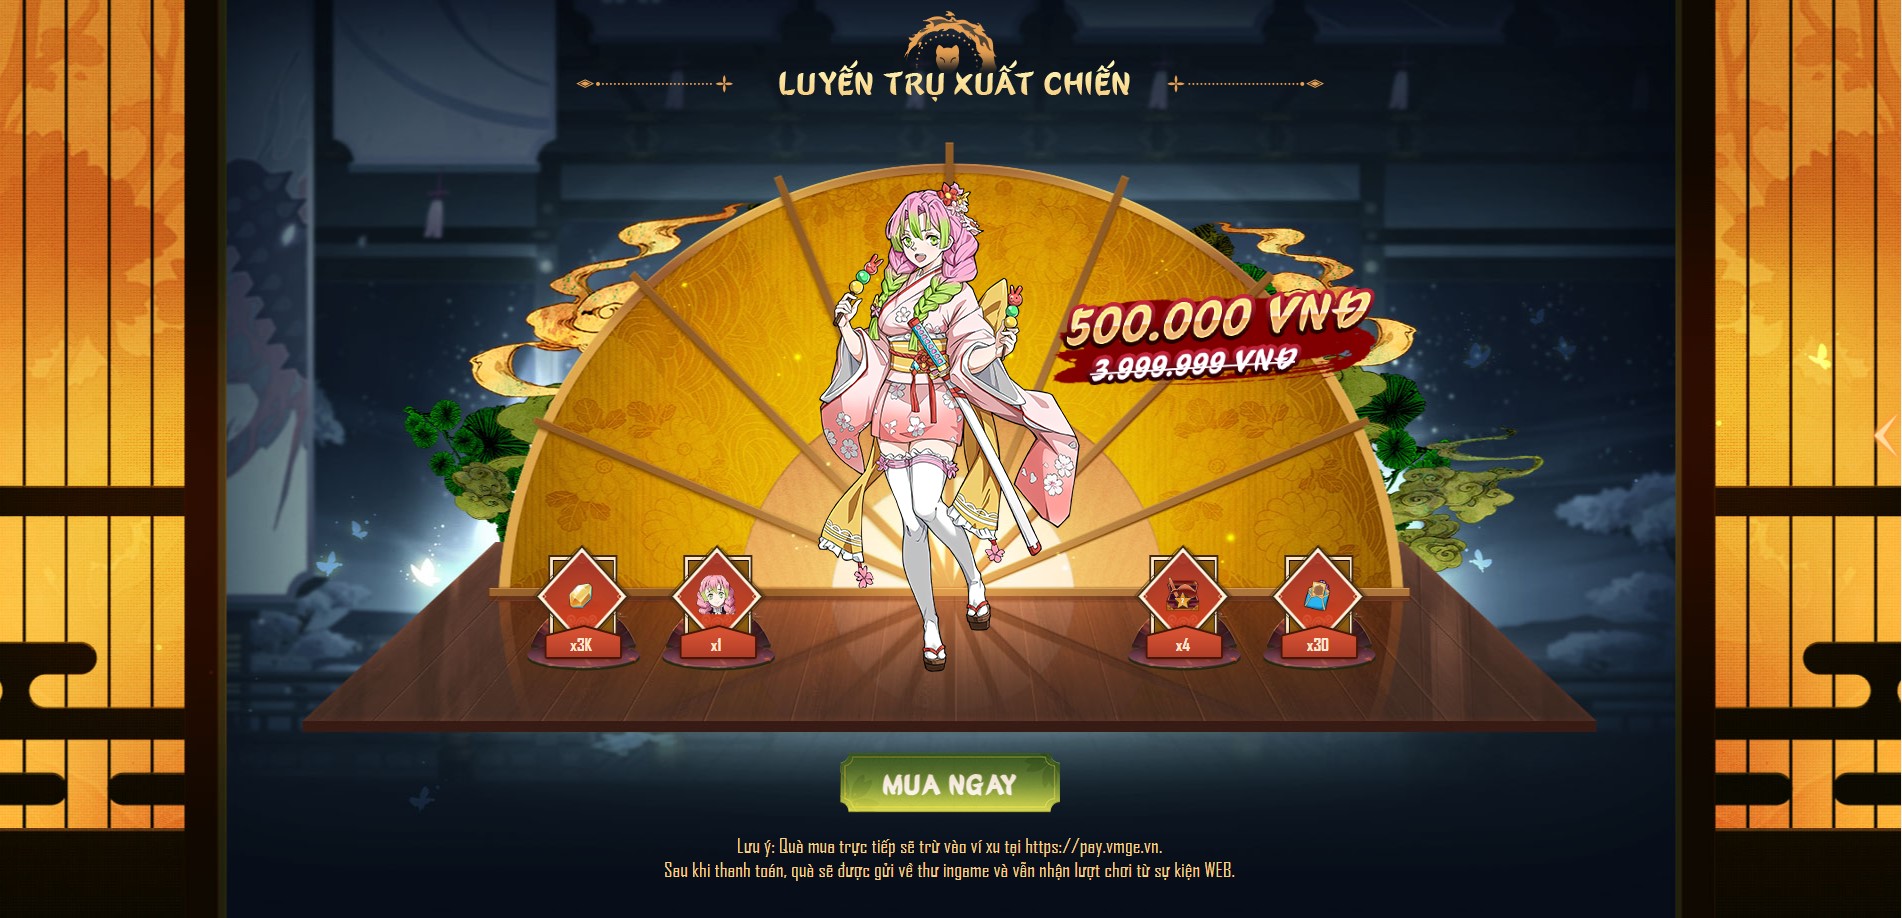 LUYẾN TRỤ XUẤT CHIẾN
500.000 VNĐ
3.999.999 VNĐ
x3K
x1
x4
x30
MUA NGAY
Lưu ý: Quà mua trực tiếp sẽ trừ vào ví xu tại https://pay.vmge.vn.
Sau khi thanh toán, quà sẽ được gửi về thư ingame và vẫn nhận lượt chơi từ sự kiện WEB.